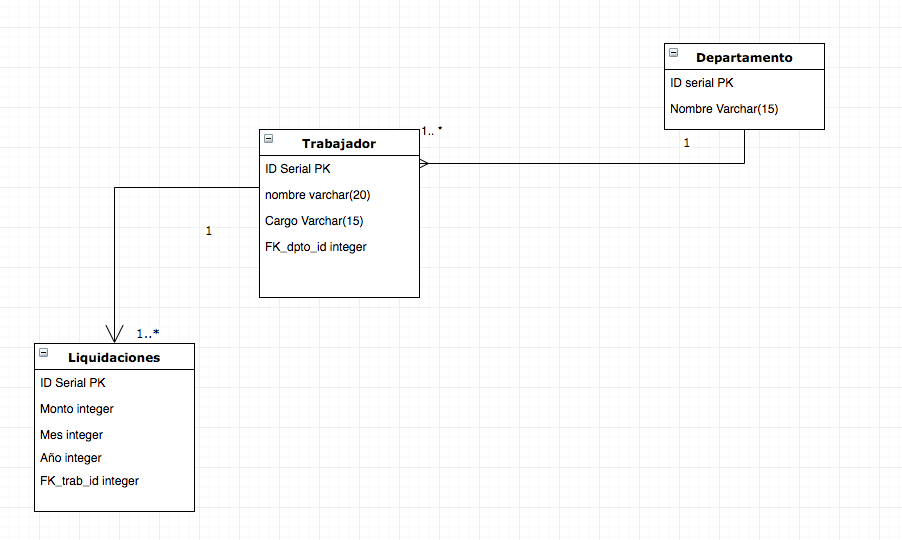 Departamento
ID serial PK
Nombre Varchar(15)
1
1.. *
Trabajador
ID Serial PK
nombre varchar(20)
Cargo Varchar(15)
FK_dpto_id integer
1
1..*
Liquidaciones
ID Serial PK
Monto integer
Mes integer
Año integer
FK_trab_id integer